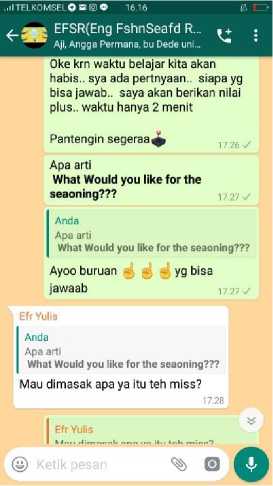 TELKOMSEL 16.16
EFSR(Eng FshnSeafd R...
Aji, Angga Permana, bu Dede uni...
Oke krn waktu belajar kita akan
habis.. sya ada pertnyaan.. siapa yg
bisa jawab.. saya akan berikan nilai
plus.. waktu hanya 2 menit
Pantengin segeraa
17.26
Apa arti
What Would you like for the
seaoning???
17.27
Anda
Apa arti
What Would you like for the seaoning???
Ayoo buruan ☝☝☝ yg bisa
jawaab
17.27
Efr Yulis
Anda
Apa arti
What Would you like for the seaoning???
Mau dimasak apa ya itu teh miss?
17.28
Efr Yulis
Mau dimasak apa ya itu teh miss?
Ketik pesan